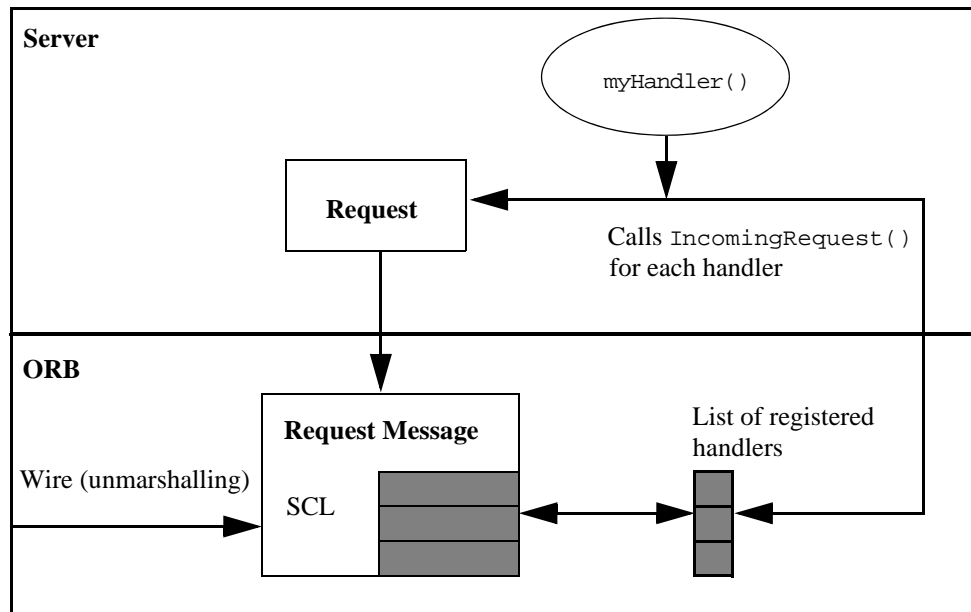 Server
myHandler()
Request
Calls IncomingRequest()
for each handler
ORB
Request Message
List of registered
handlers
Wire (unmarshalling)
SCL